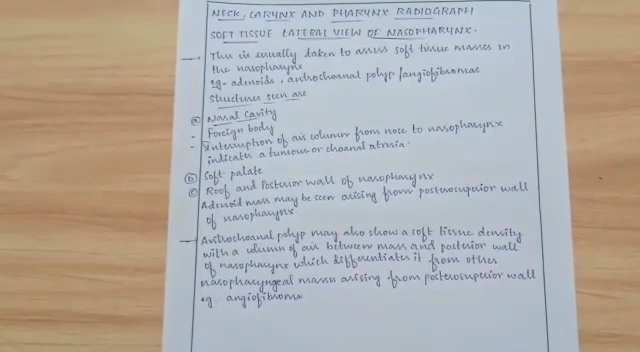 NECK, LARYNX AND PHARYNX RADIOGRAPH
SOFT TISSUE LATERAL VIEW OF NASOPHARYNX.
This is usually taken to assess soft tissue masses in
the nasopharynx
eg- adenoids, antrochoanal polyp / angiofibromas
Structures seen are
(a) Nasal Cavity
- Foreign body
- Interruption of air column from nose to nasopharynx
indicates a tumour or choanal atresia.
(b) Soft palate
(c) Roof and Posterior wall of nasopharynx
Adenoid mass may be seen arising from posterosuperior wall
of nasopharynx
Antrochoanal polyp may also show a soft tissue density
with a column of air between mass and posterior wall
of nasopharynx which differentiates it from other
nasopharyngeal masses arising from posterosuperior wall
eg. angiofibroma